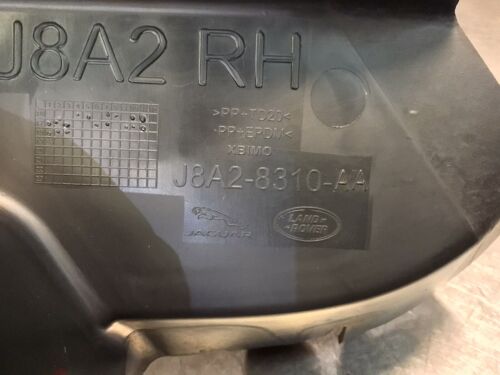 J8A2 RH
>PP-TD20<
>PP+EPDM<
XBIMO
J8A2-8310-AA
JAGUAR
LAND-
-ROVER